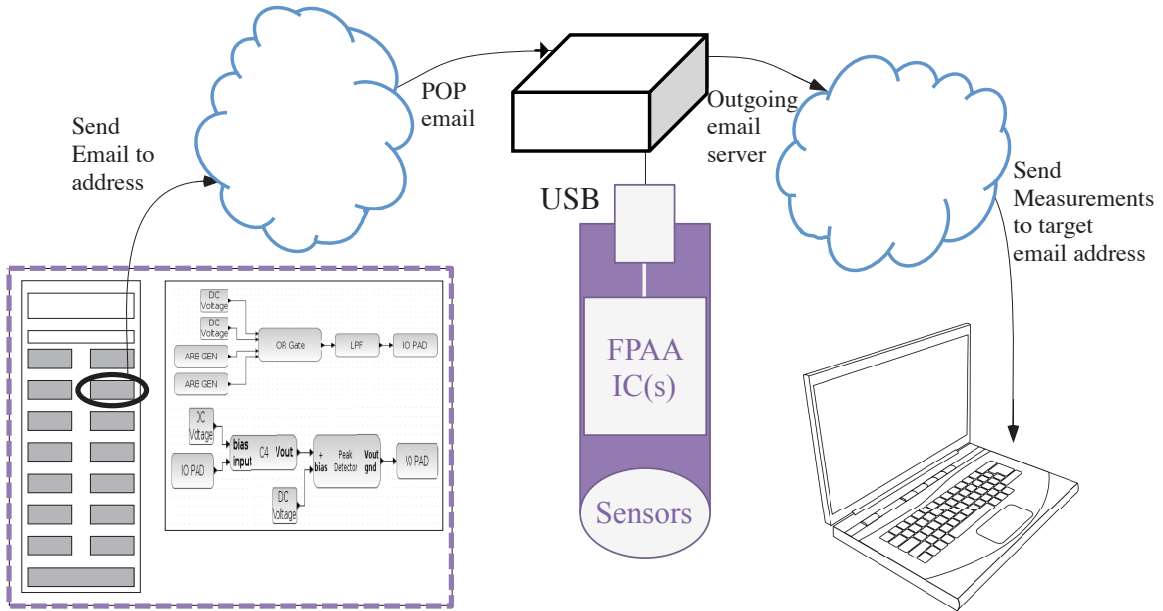 Send
Email to
address
POP
email
Outgoing
email
server
Send
Measurements
to target
email address
USB
FPAA
IC(s)
Sensors
DC
Voltage
DC
Voltage
ARB GEN
ARB GEN
OR Gate
LPF
IO PAD
DC
Voltage
IO PAD
bias
input
C4
Vout
DC
Voltage
+
bias
Peak
Detector
Vout
gnd
I/O PAD